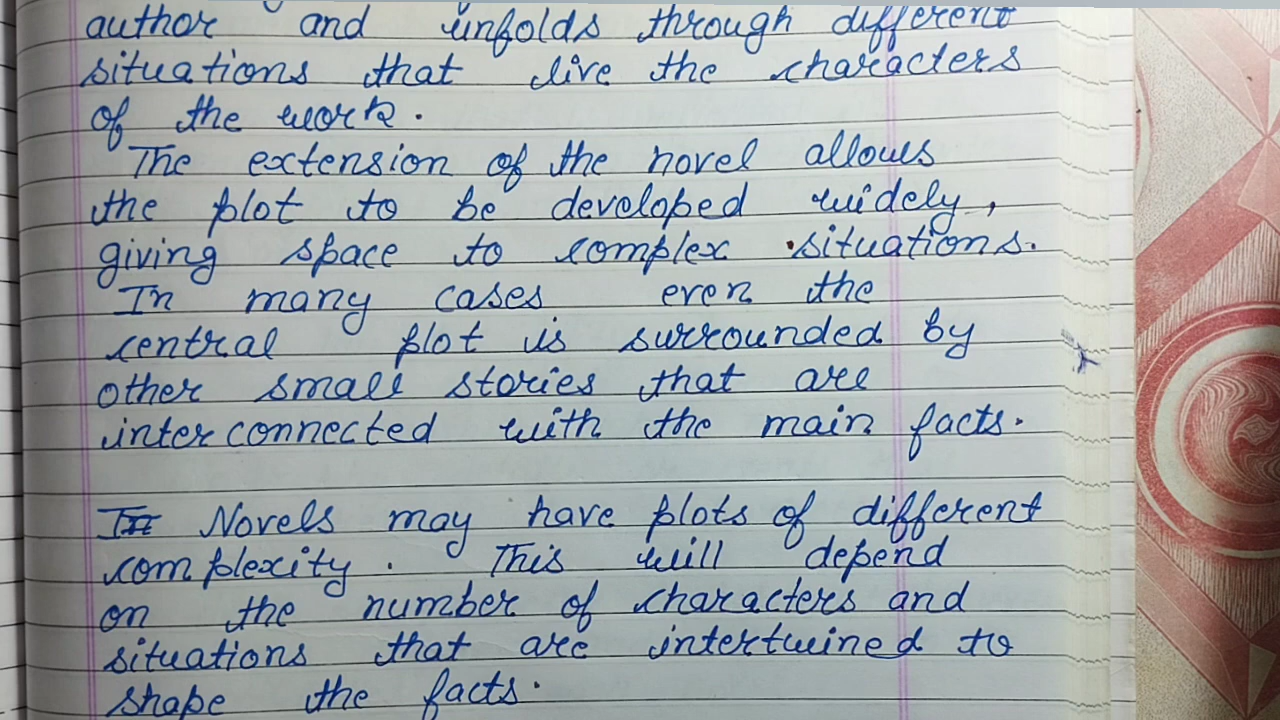 author and unfolds through different
situations that live the characters
of the work.
The extension of the novel allows
the plot to be developed widely,
giving space to complex situations.
In many cases even the
central plot is surrounded by
other small stories that are
interconnected with the main facts.
Novels may have plots of different
complexity. This will depend
on the number of characters and
situations that are intertwined to
shape the facts.